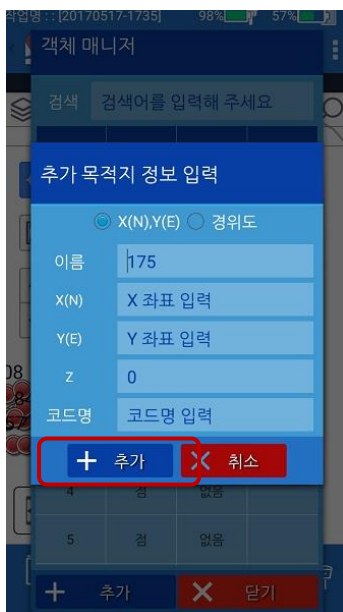 작업명 : : [20170517-1735] 98% 57%
객체 매니저
검색 검색어를 입력해 주세요
추가 목적지 정보 입력
X(N),Y(E) 경위도
이름 175
X(N) X 좌표 입력
Y(E) Y 좌표 입력
Z 0
코드명 코드명 입력
추가 취소
4 점 없음
5 점 없음
추가 닫기